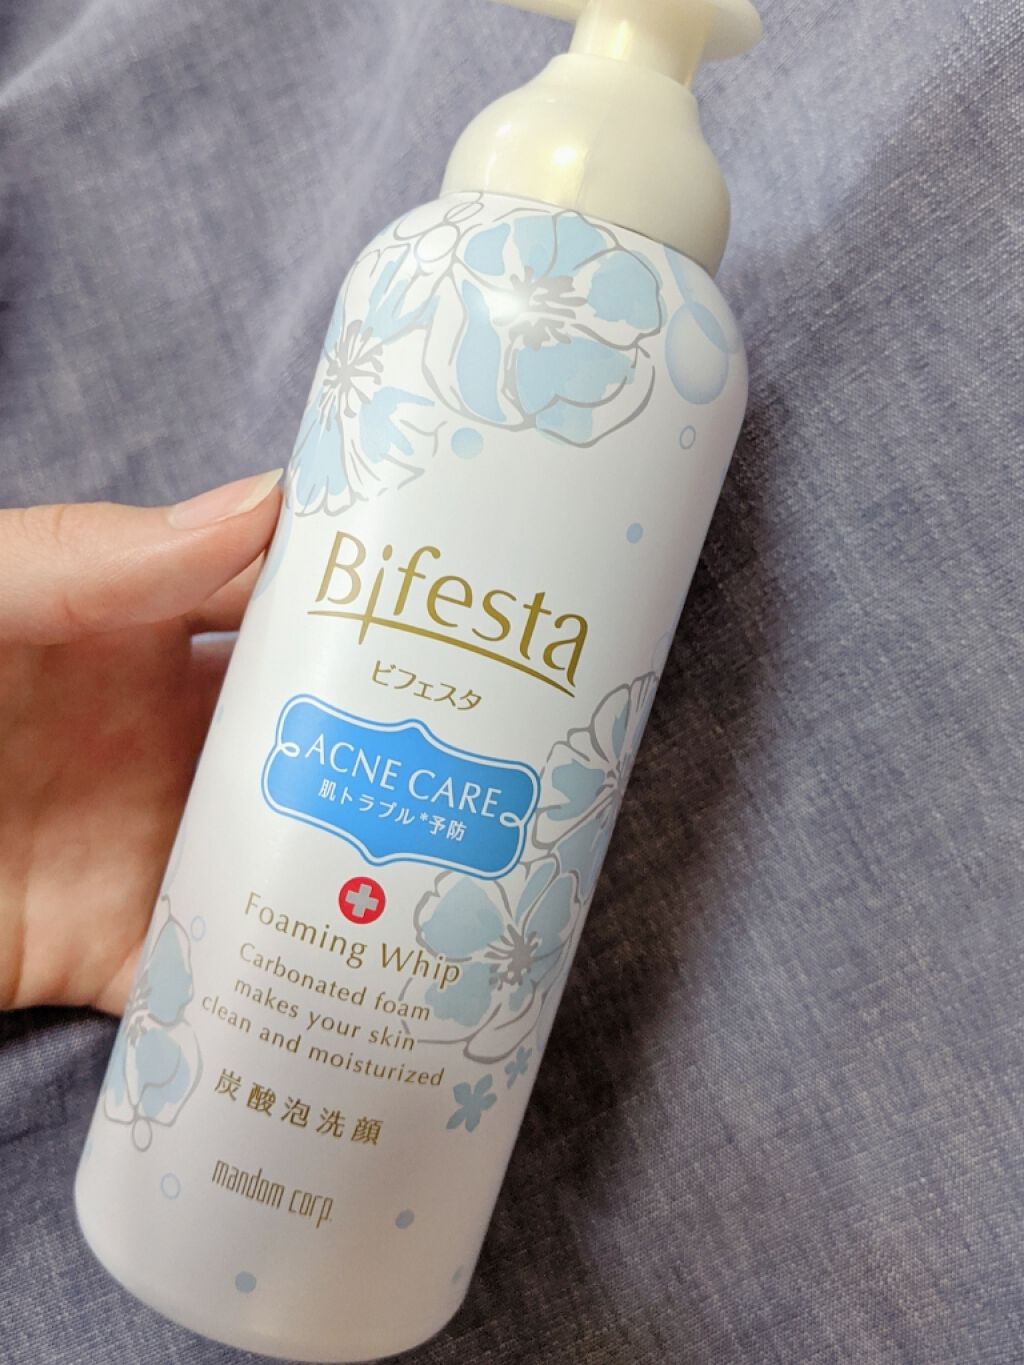 Bifesta
ビフェスタ
ACNE CARE
肌トラブル*予防
Foaming Whip
Carbonated foam
makes your skin
clean and moisturized
炭酸泡洗顔
mandom corp.